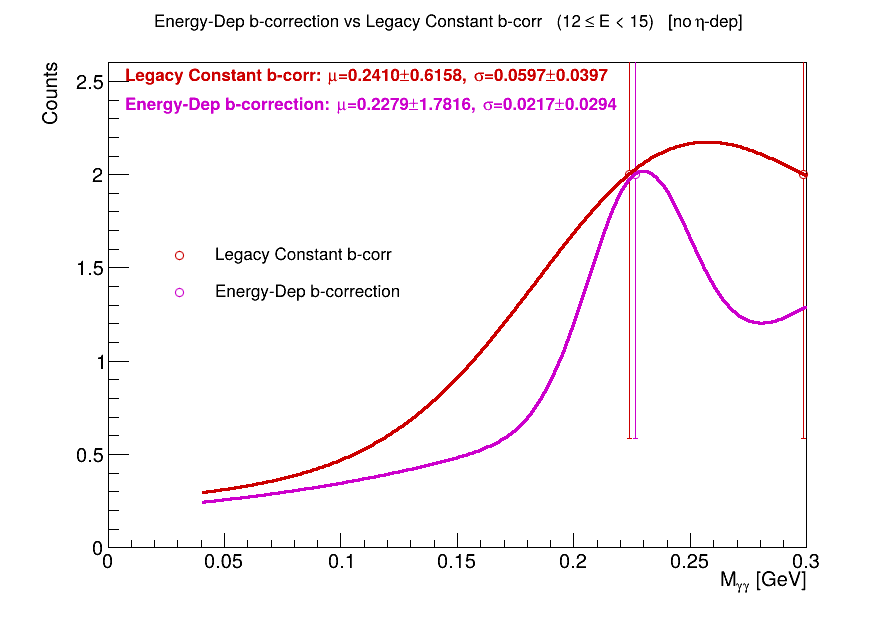 Energy-Dep b-correction vs Legacy Constant b-corr (12 ≤ E < 15) [no η-dep]
Counts
Legacy Constant b-corr: μ=0.2410±0.6158, σ=0.0597±0.0397
Energy-Dep b-correction: μ=0.2279±1.7816, σ=0.0217±0.0294
2.5
2
1.5
1
0.5
0
Legacy Constant b-corr
Energy-Dep b-correction
0 0.05 0.1 0.15 0.2 0.25 0.3
Mγγ [GeV]